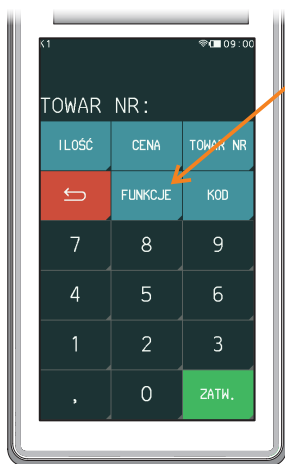 <1 09:00
TOWAR NR:
ILOŚĆ CENA TOWAR NR
FUNKCJE KOD
7 8 9
4 5 6
1 2 3
, 0 ZATW.